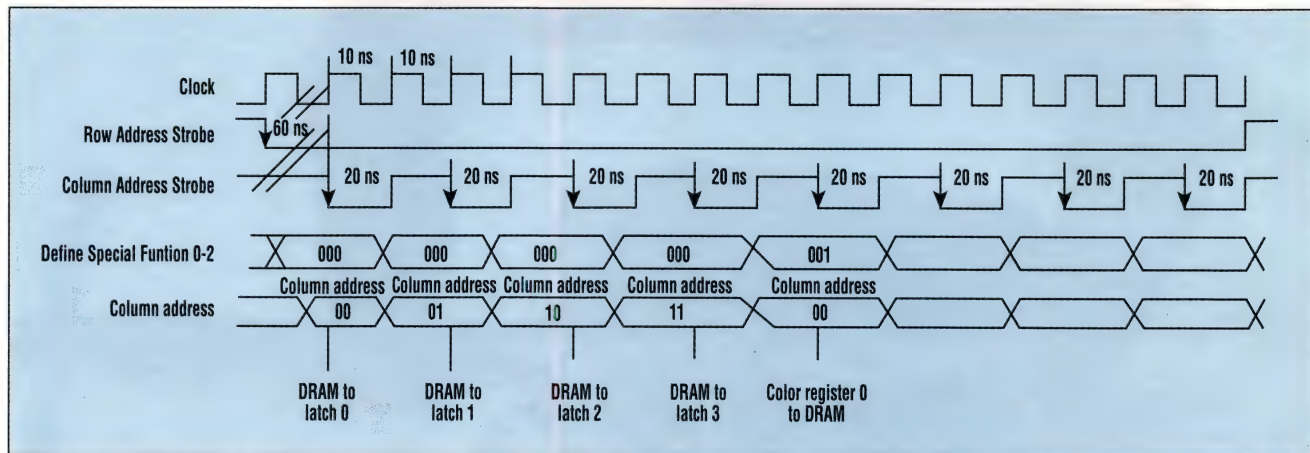 10 ns 10 ns
Clock
60 ns
Row Address Strobe
20 ns 20 ns 20 ns 20 ns 20 ns 20 ns 20 ns 20 ns
Column Address Strobe
Define Special Funtion 0-2 000 000 000 000 001
Column address Column address Column address Column address Column address
Column address 00 01 10 11 00
DRAM to latch 0
DRAM to latch 1
DRAM to latch 2
DRAM to latch 3
Color register 0 to DRAM